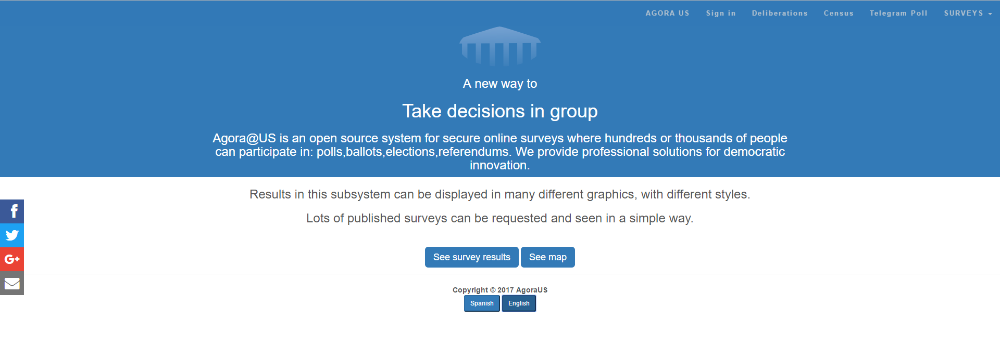 AGORA US Sign in Deliberations Census Telegram Poll SURVEYS
A new way to
Take decisions in group
Agora@US is an open source system for secure online surveys where hundreds or thousands of people
can participate in: polls,ballots,elections,referendums. We provide professional solutions for democratic
innovation.
Results in this subsystem can be displayed in many different graphics, with different styles.
Lots of published surveys can be requested and seen in a simple way.
f
G+
See survey results See map
Copyright © 2017 AgoraUS
Spanish English